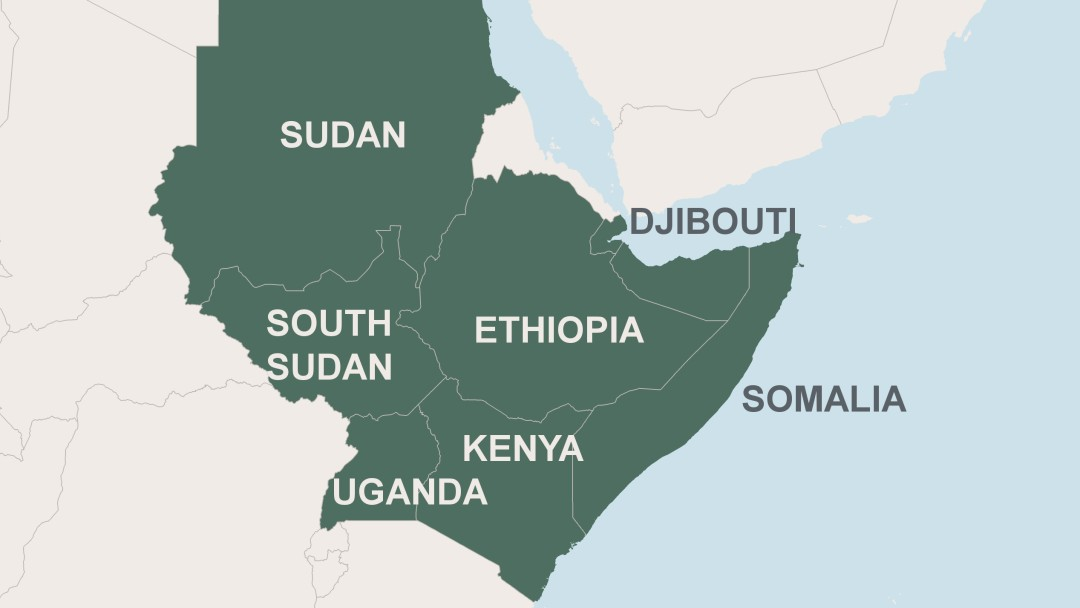 SUDAN
DJIBOUTI
SOUTH
SUDAN
ETHIOPIA
SOMALIA
KENYA
UGANDA